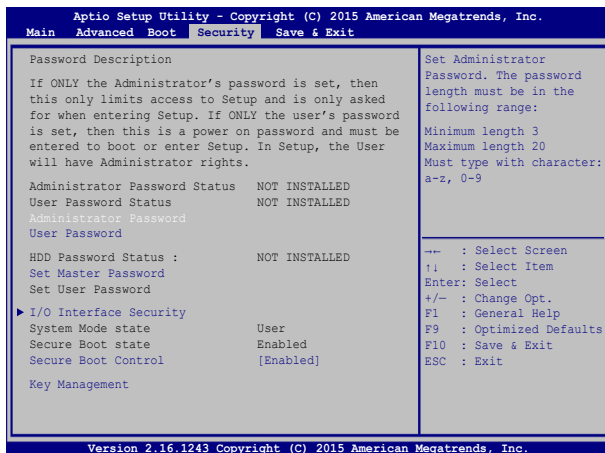 Aptio Setup Utility - Copyright (C) 2015 American Megatrends, Inc.
Main Advanced Boot Security Save & Exit
Password Description
If ONLY the Administrator's password is set, then
this only limits access to Setup and is only asked
for when entering Setup. If ONLY the user's password
is set, then this is a power on password and must be
entered to boot or enter Setup. In Setup, the User
will have Administrator rights.
Administrator Password Status NOT INSTALLED
User Password Status NOT INSTALLED
Administrator Password
User Password
HDD Password Status : NOT INSTALLED
Set Master Password
Set User Password
I/O Interface Security
System Mode state User
Secure Boot state Enabled
Secure Boot Control [Enabled]
Key Management
Set Administrator
Password. The password
length must be in the
following range:
Minimum length 3
Maximum length 20
Must type with character:
a-z, 0-9
→← : Select Screen
↑↓ : Select Item
Enter: Select
+/— : Change Opt.
F1 : General Help
F9 : Optimized Defaults
F10 : Save & Exit
ESC : Exit
Version 2.16.1243 Copyright (C) 2015 American Megatrends, Inc.